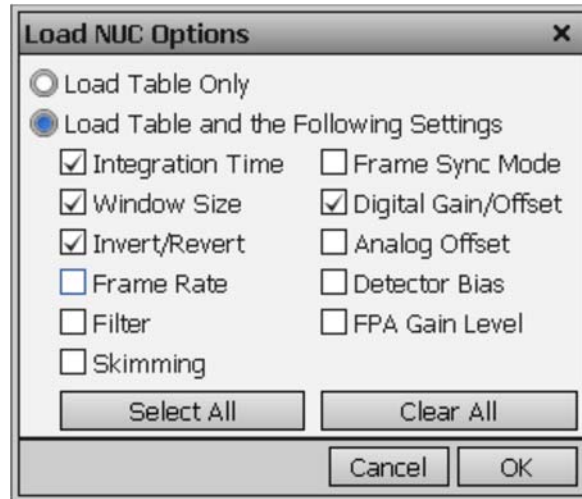 Load NUC Options
Load Table Only
Load Table and the Following Settings
Integration Time
Frame Sync Mode
Window Size
Digital Gain/Offset
Invert/Revert
Analog Offset
Frame Rate
Detector Bias
Filter
FPA Gain Level
Skimming
Select All
Clear All
Cancel
OK